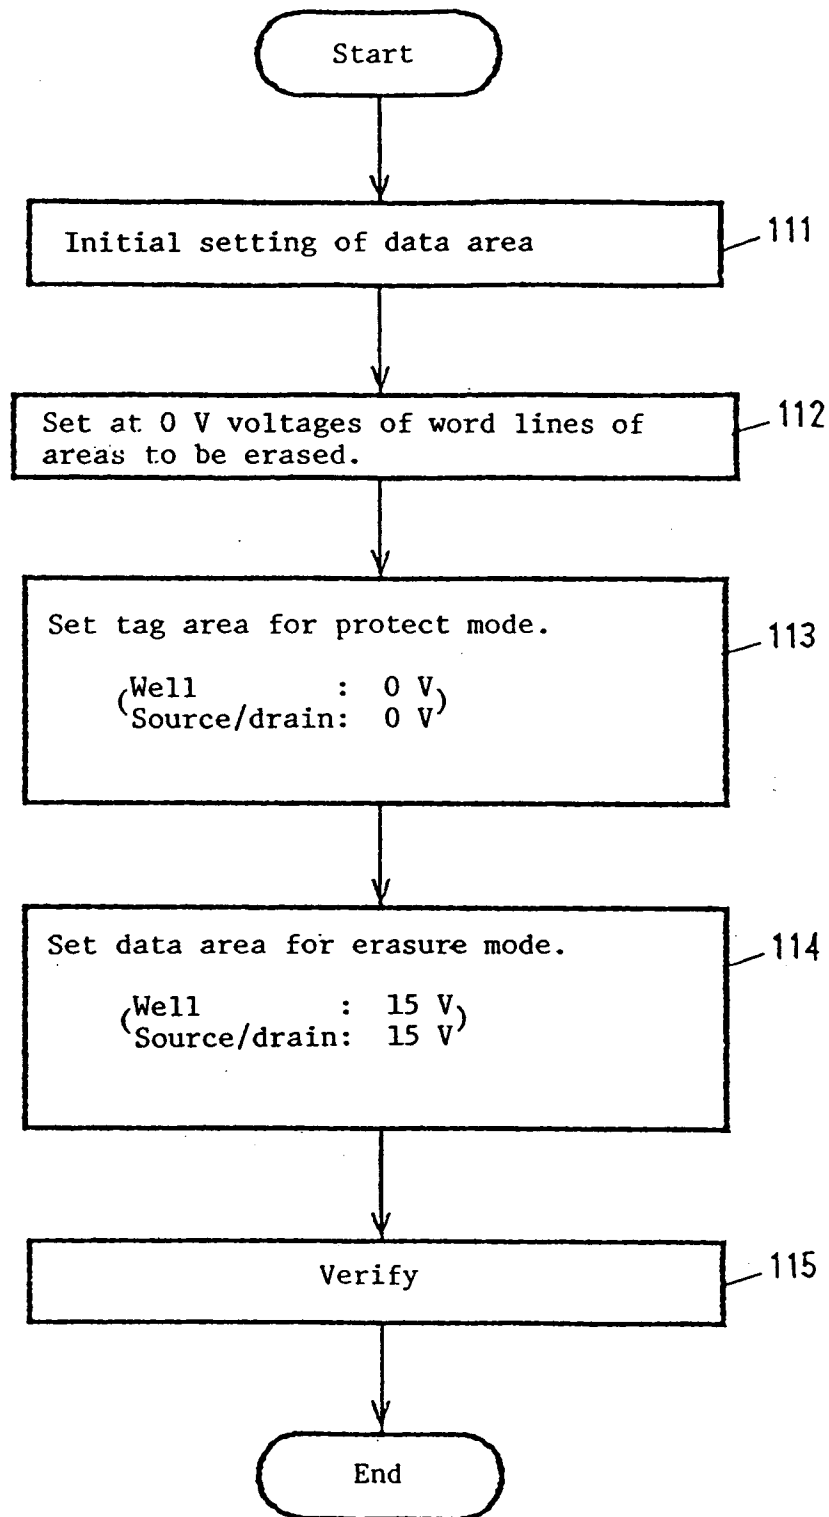 Start
Initial setting of data area
111
Set at 0 V voltages of word lines of
areas to be erased.
112
Set tag area for protect mode.
113
(Well : 0 V)
Source/drain: 0 V
Set data area for erasure mode.
114
(Well : 15 V)
Source/drain: 15 V
Verify
115
End